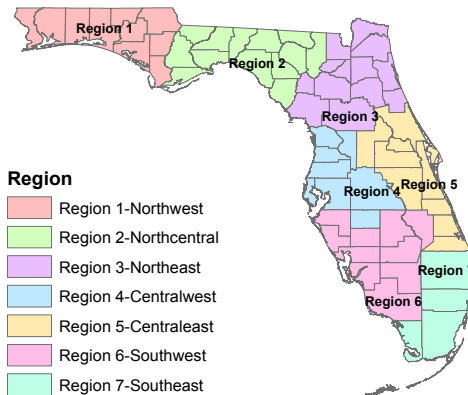 Region 1
Region 2
Region 3
Region 4
Region 5
Region 6
Region
Region
Region 1-Northwest
Region 2-Northcentral
Region 3-Northeast
Region 4-Centralwest
Region 5-Centraleast
Region 6-Southwest
Region 7-Southeast